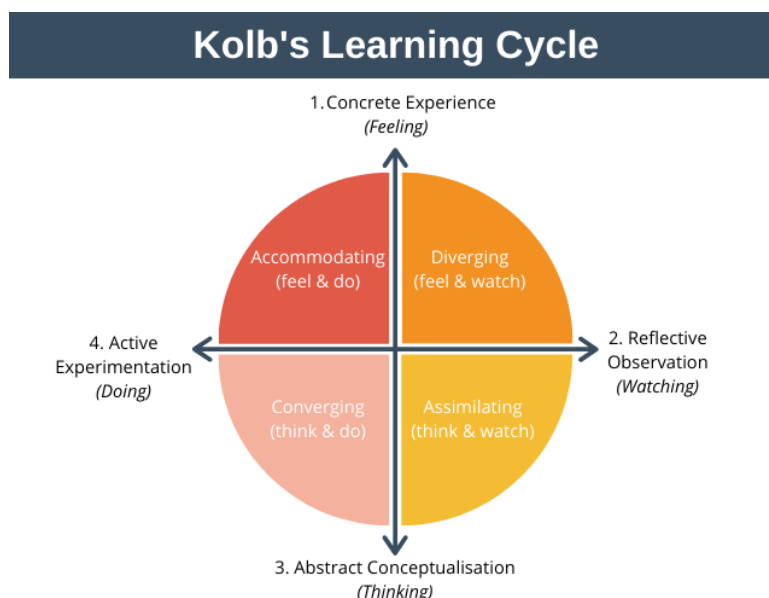 Kolb's Learning Cycle
1. Concrete Experience
(Feeling)
Accommodating
(feel & do)
Diverging
(feel & watch)
4. Active
Experimentation
(Doing)
2. Reflective
Observation
(Watching)
Converging
(think & do)
Assimilating
(think & watch)
3. Abstract Conceptualisation
(Thinking)